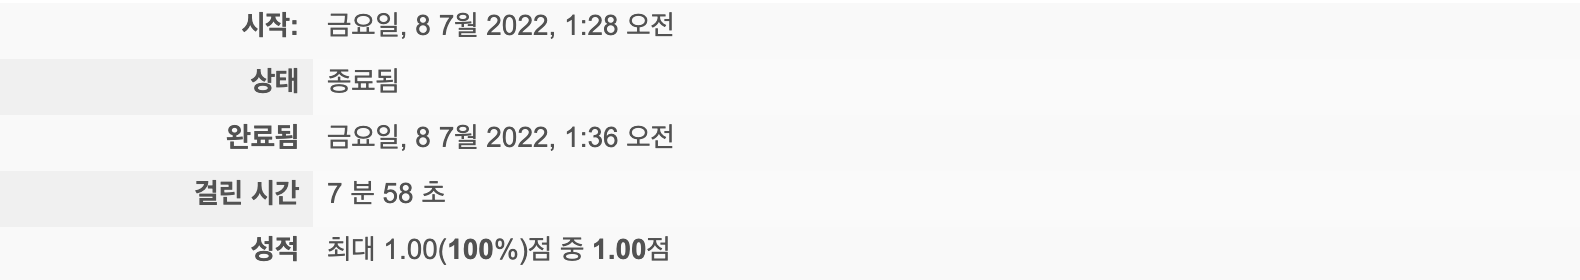 시작: 금요일, 8 7월 2022, 1:28 오전
상태 종료됨
완료됨 금요일, 8 7월 2022, 1:36 오전
걸린 시간 7 분 58 초
성적 최대 1.00(100%)점 중 1.00점